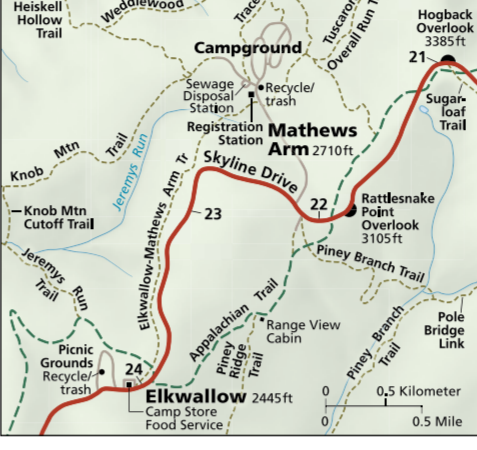 Heiskell
Hollow
Trail
Weddlewood
Trace
Tuscarora
Overall Run T
Hogback
Overlook
3385 ft
21
Campground
Sewage
Disposal
Station
Recycle/
trash
Registration
Station
Mathews
Arm 2710 ft
Sugar-
loaf
Trail
Knob Mtn Trail
Jeremys Run
Elkwallow-Mathews Arm Tr
Skyline Drive
22
23
Rattlesnake
Point
Overlook
3105 ft
Knob Mtn
Cutoff Trail
Piney Branch Trail
Jeremys Run
Trail
Appalachian Trail
Range View
Cabin
Piney
Ridge
Trail
Piney Branch
Trail
Pole
Bridge
Link
Picnic
Grounds
Recycle/
trash
24
Elkwallow 2445 ft
Camp Store
Food Service
0 0.5 Kilometer
0 0.5 Mile